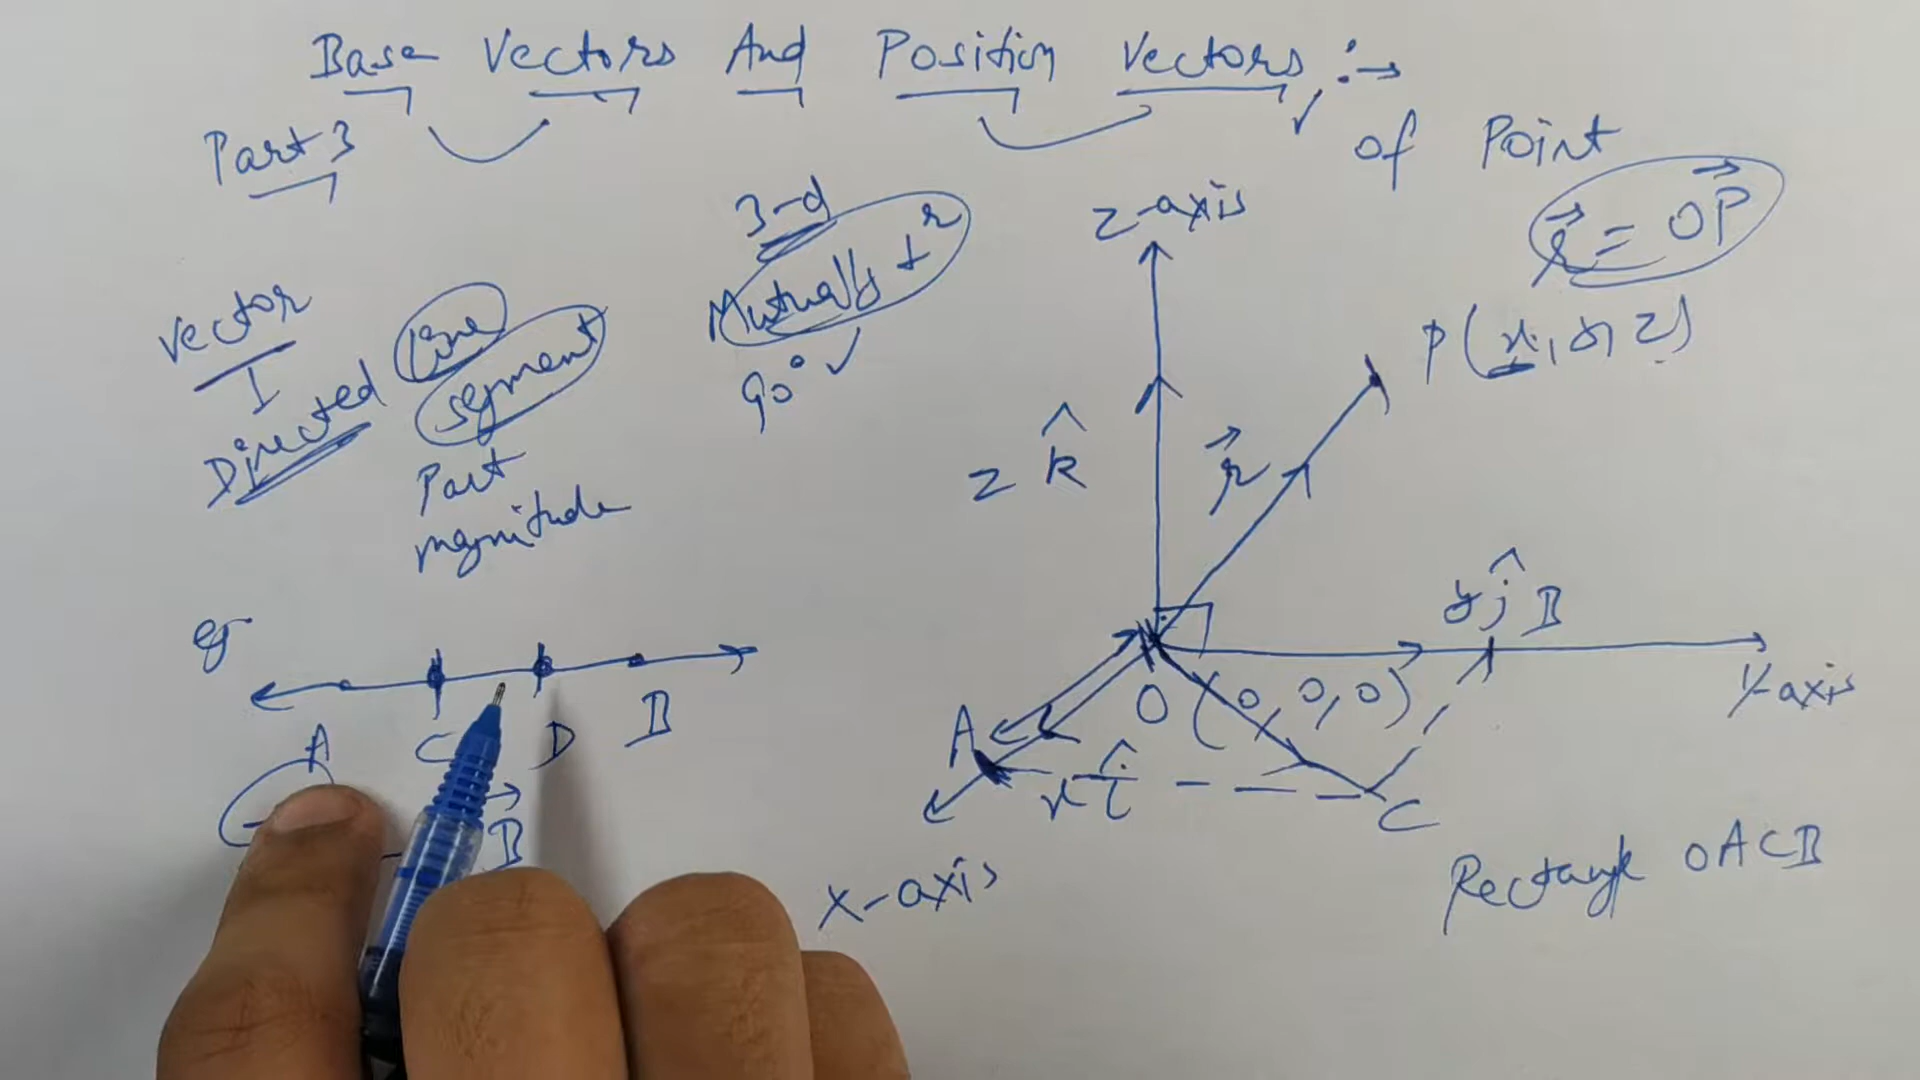 Base Vectors And Position Vectors :→
Part 3
of Point
r⃗ = OP⃗
3-d
Mutually ⊥ r
90° ✓
Vector
I
Directed Line
segment
Part
magnitude
z-axis
P(x, y, z)
z k̂
r⃗
y ĵ B
Y-axis
O (0, 0, 0)
A
x î
C
X-axis
Rectangle OACB
eg
A C D B
B